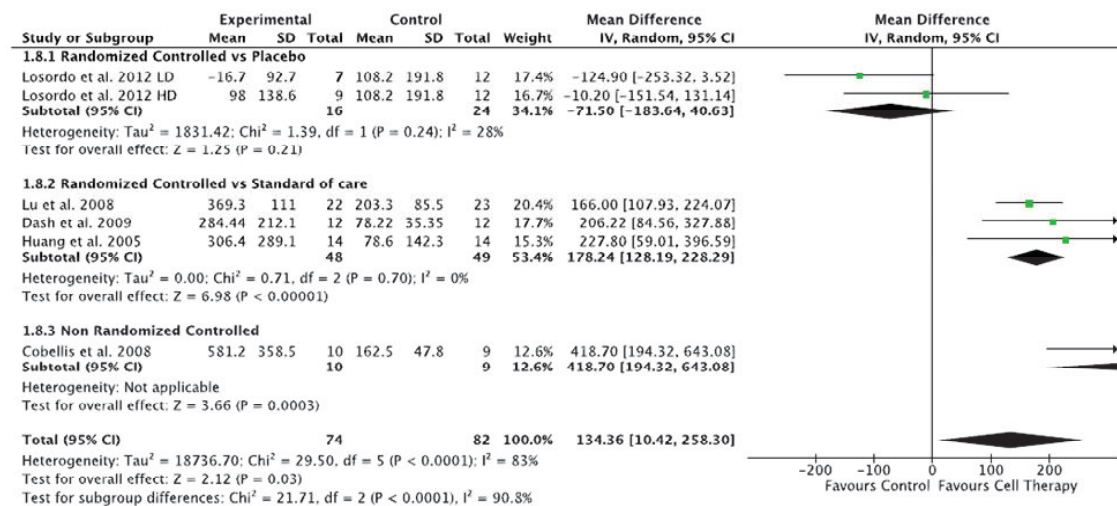 Experimental Control Mean Difference Mean Difference
Study or Subgroup Mean SD Total Mean SD Total Weight IV, Random, 95% CI IV, Random, 95% CI
1.8.1 Randomized Controlled vs Placebo
Losordo et al. 2012 LD −16.7 92.7 7 108.2 191.8 12 17.4% −124.90 [−253.32, 3.52]
Losordo et al. 2012 HD 98 138.6 9 108.2 191.8 12 16.7% −10.20 [−151.54, 131.14]
Subtotal (95% CI) 16 24 34.1% −71.50 [−183.64, 40.63]
Heterogeneity: Tau² = 1831.42; Chi² = 1.39, df = 1 (P = 0.24); I² = 28%
Test for overall effect: Z = 1.25 (P = 0.21)
1.8.2 Randomized Controlled vs Standard of care
Lu et al. 2008 369.3 111 22 203.3 85.5 23 20.4% 166.00 [107.93, 224.07]
Dash et al. 2009 284.44 212.1 12 78.22 35.35 12 17.7% 206.22 [84.56, 327.88]
Huang et al. 2005 306.4 289.1 14 78.6 142.3 14 15.3% 227.80 [59.01, 396.59]
Subtotal (95% CI) 48 49 53.4% 178.24 [128.19, 228.29]
Heterogeneity: Tau² = 0.00; Chi² = 0.71, df = 2 (P = 0.70); I² = 0%
Test for overall effect: Z = 6.98 (P < 0.00001)
1.8.3 Non Randomized Controlled
Cobellis et al. 2008 581.2 358.5 10 162.5 47.8 9 12.6% 418.70 [194.32, 643.08]
Subtotal (95% CI) 10 9 12.6% 418.70 [194.32, 643.08]
Heterogeneity: Not applicable
Test for overall effect: Z = 3.66 (P = 0.0003)
Total (95% CI) 74 82 100.0% 134.36 [10.42, 258.30]
Heterogeneity: Tau² = 18736.70; Chi² = 29.50, df = 5 (P < 0.0001); I² = 83%
Test for overall effect: Z = 2.12 (P = 0.03)
Test for subgroup differences: Chi² = 21.71, df = 2 (P < 0.0001), I² = 90.8%
−200 −100 0 100 200
Favours Control Favours Cell Therapy